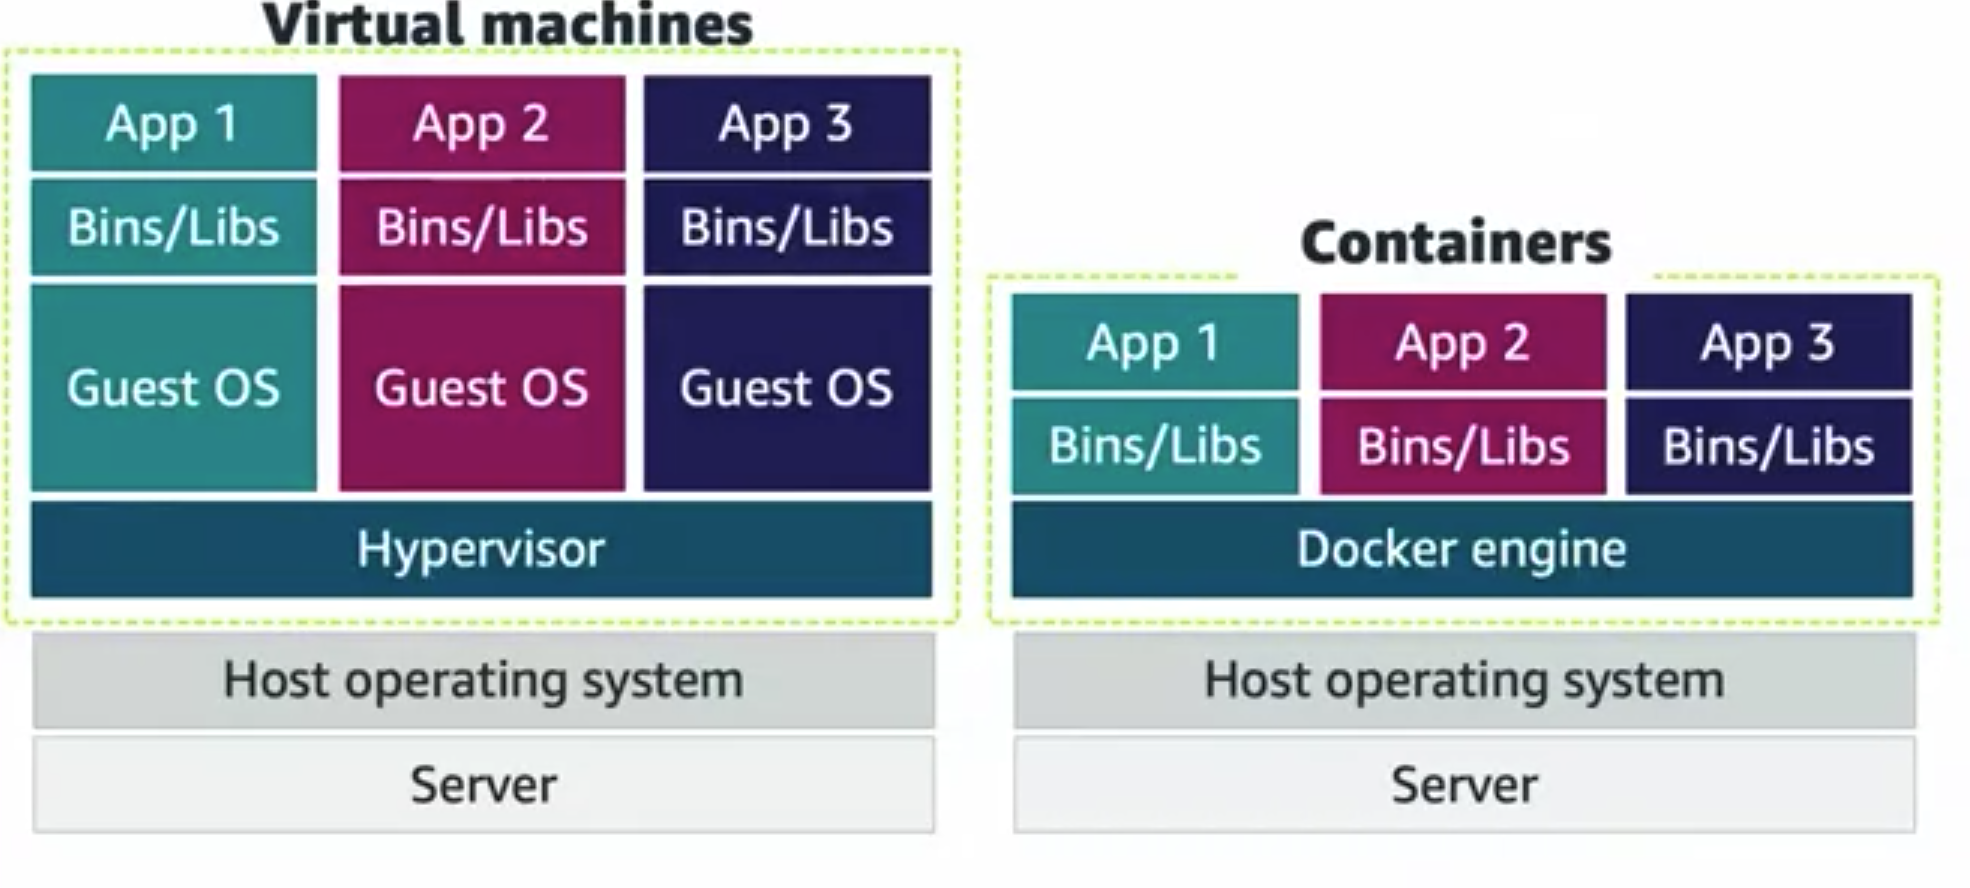 Virtual machines
App 1
App 2
App 3
Bins/Libs
Bins/Libs
Bins/Libs
Guest OS
Guest OS
Guest OS
Hypervisor
Host operating system
Server
Containers
App 1
App 2
App 3
Bins/Libs
Bins/Libs
Bins/Libs
Docker engine
Host operating system
Server